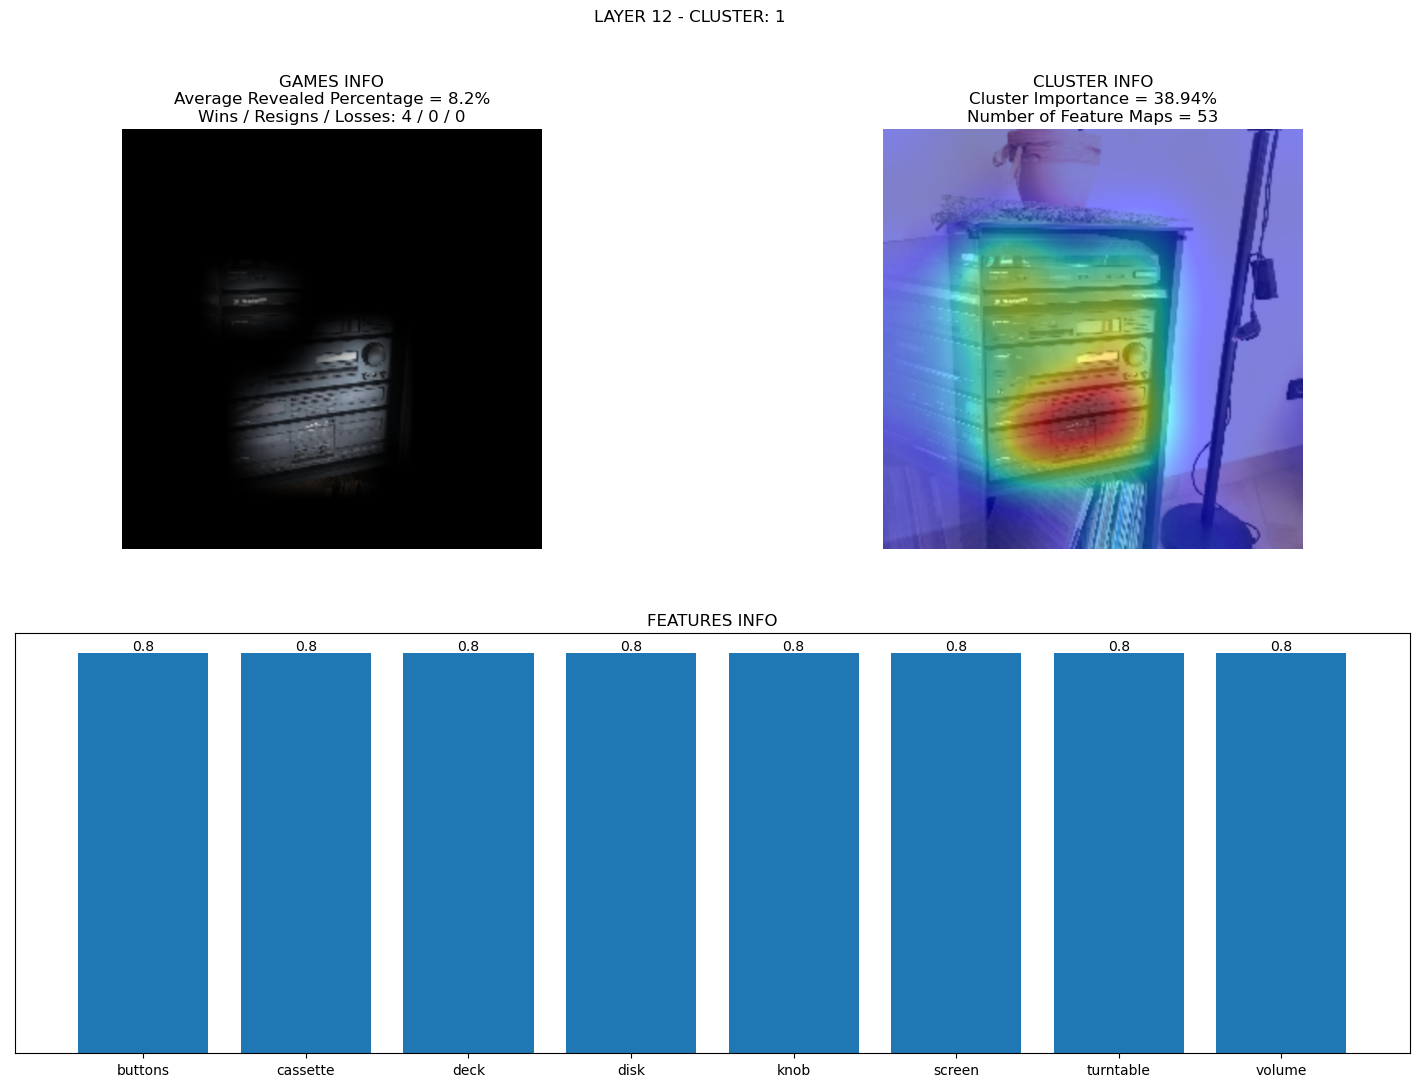 LAYER 12 - CLUSTER: 1
GAMES INFO
Average Revealed Percentage = 8.2%
Wins / Resigns / Losses: 4 / 0 / 0
CLUSTER INFO
Cluster Importance = 38.94%
Number of Feature Maps = 53
FEATURES INFO
0.8 0.8 0.8 0.8 0.8 0.8 0.8 0.8
buttons cassette deck disk knob screen turntable volume